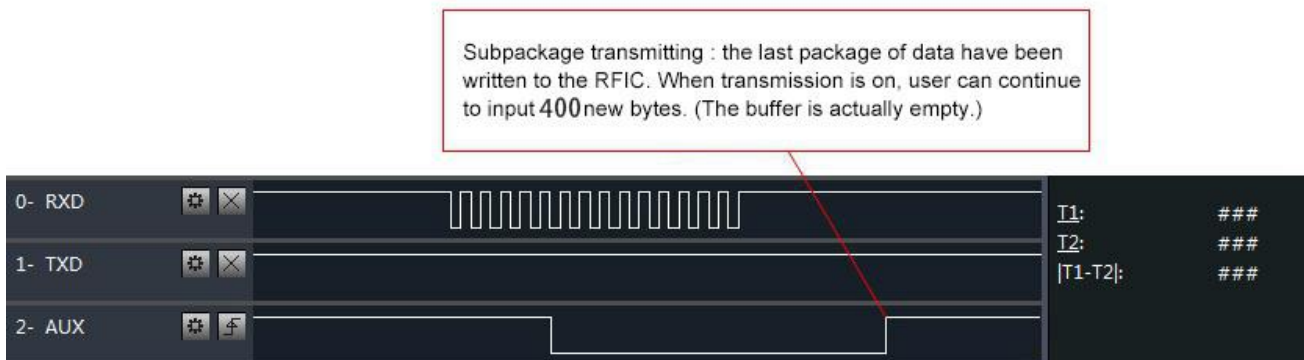 Subpackage transmitting : the last package of data have been
written to the RFIC. When transmission is on, user can continue
to input 400 new bytes. (The buffer is actually empty.)
0- RXD
T1: ###
1- TXD
T2: ###
|T1-T2|: ###
2- AUX